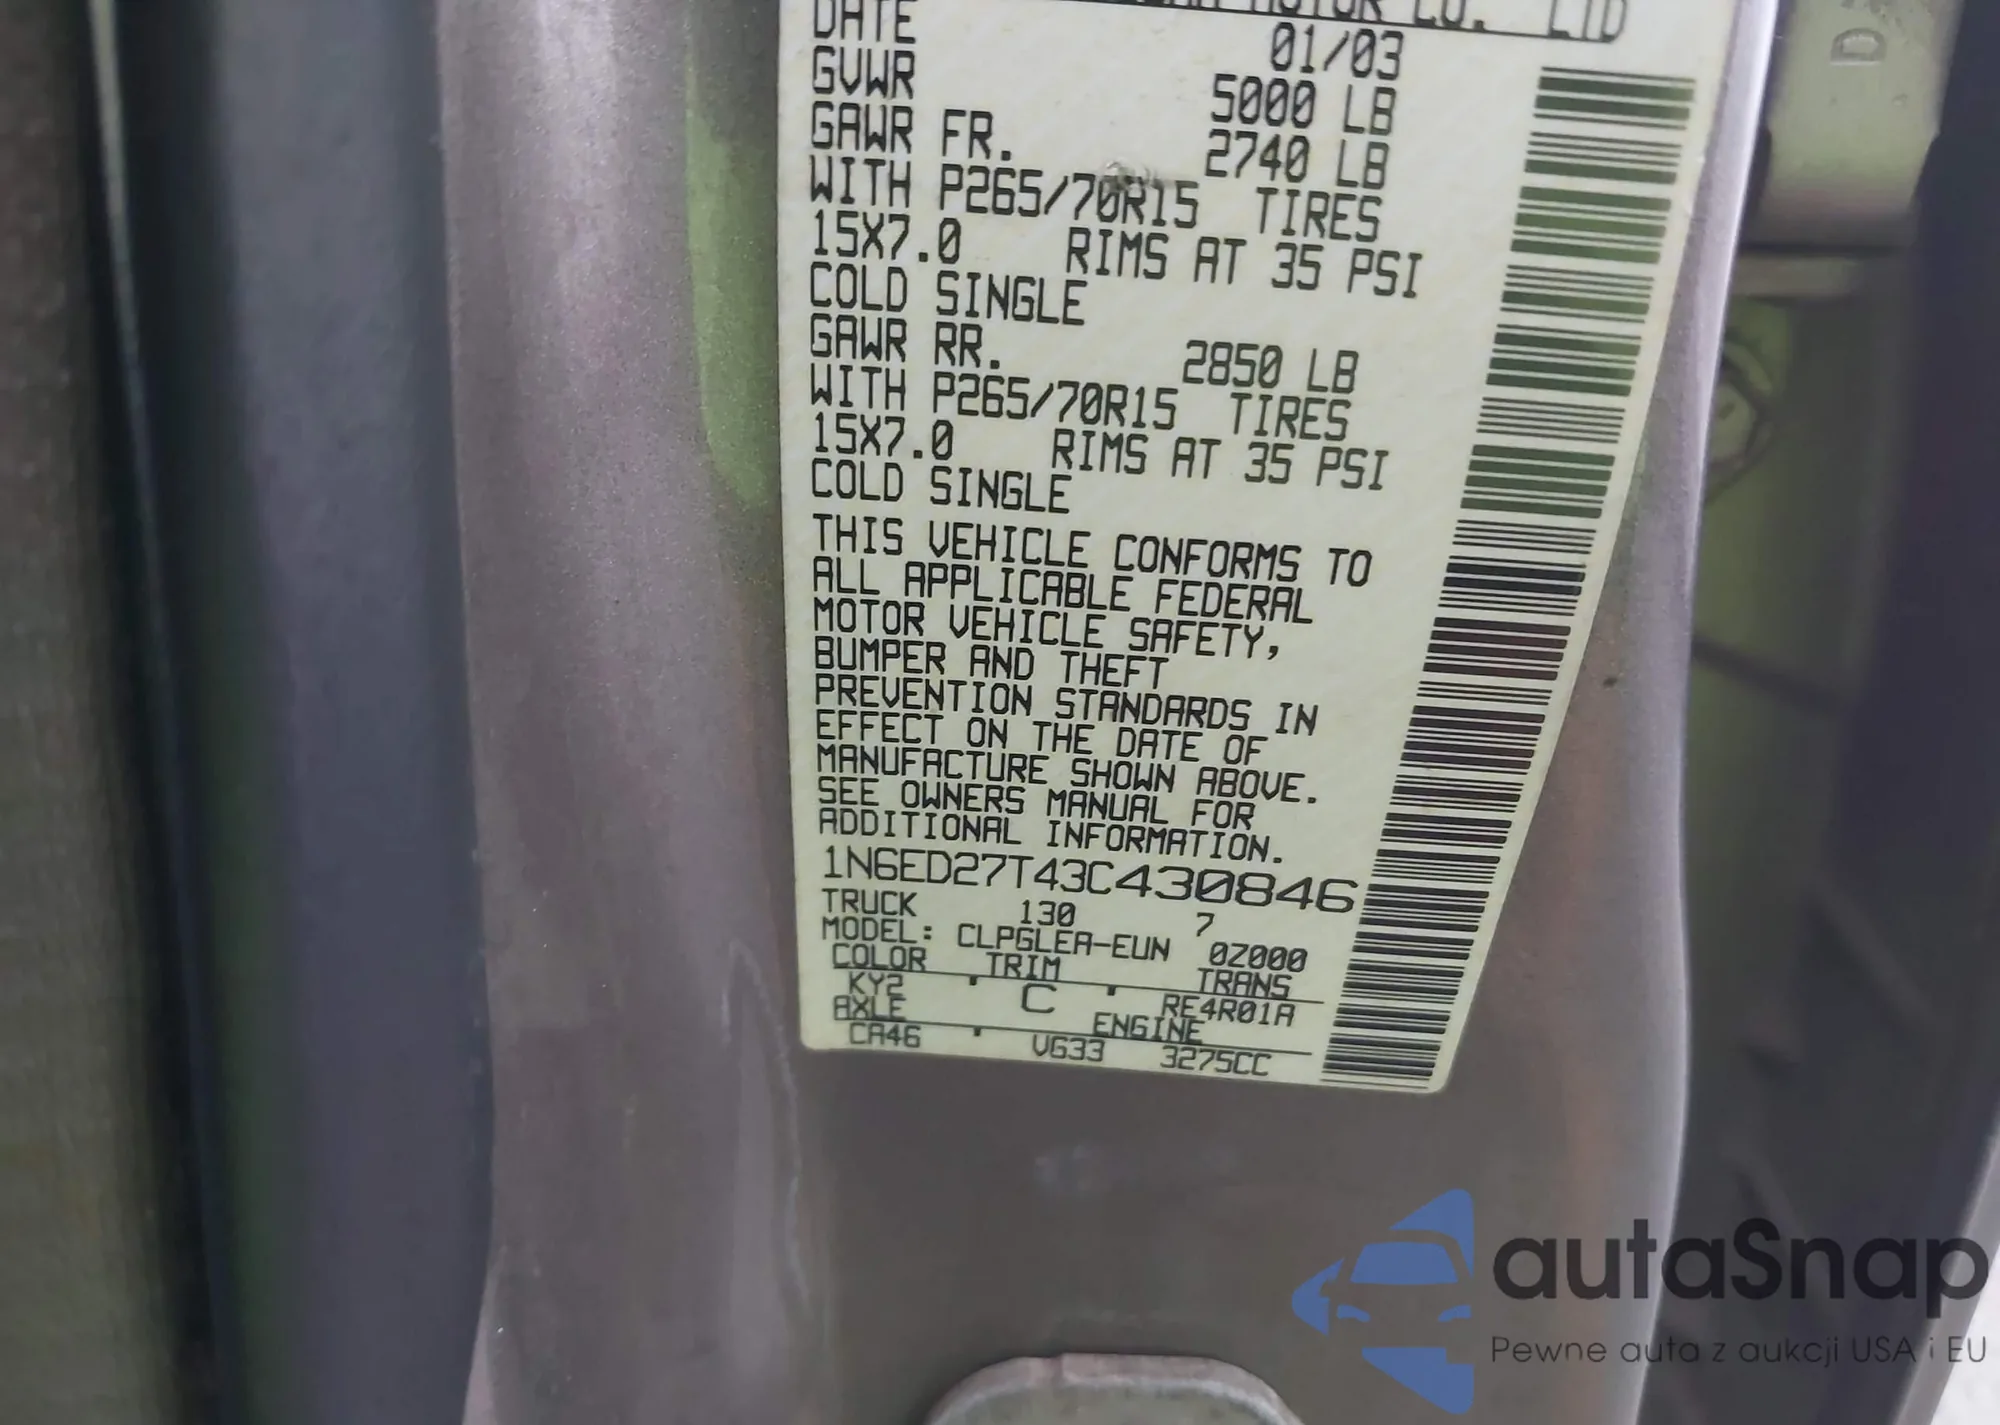 MOTOR CO. LTD
DATE 01/03
GVWR 5000 LB
GAWR FR. 2740 LB
WITH P265/70R15 TIRES
15X7.0 RIMS AT 35 PSI
COLD SINGLE
GAWR RR. 2850 LB
WITH P265/70R15 TIRES
15X7.0 RIMS AT 35 PSI
COLD SINGLE
THIS VEHICLE CONFORMS TO
ALL APPLICABLE FEDERAL
MOTOR VEHICLE SAFETY,
BUMPER AND THEFT
PREVENTION STANDARDS IN
EFFECT ON THE DATE OF
MANUFACTURE SHOWN ABOVE.
SEE OWNERS MANUAL FOR
ADDITIONAL INFORMATION.
1N6ED27T43C430846
TRUCK 130 7
MODEL: CLPGLEA-EUN 0Z000
COLOR TRIM TRANS
KY2 C RE4R01A
AXLE ENGINE
CA46 VG33 3275CC
autaSnap
Pewne auta z aukcji USA i EU